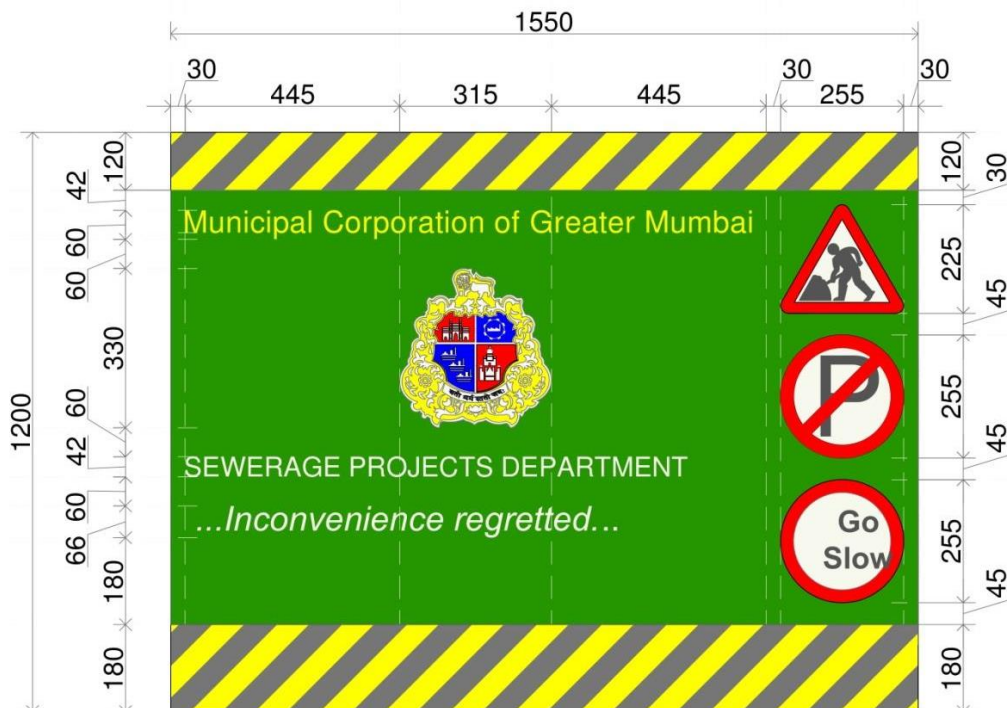 1550
30 30 30
445 315 445 255
120 120
42 30
Municipal Corporation of Greater Mumbai
60 225
60 45
330
P
255
1200
60 45
42
SEWERAGE PROJECTS DEPARTMENT
60
...Inconvenience regretted...
66
Go
Slow
255
180 45
180 180